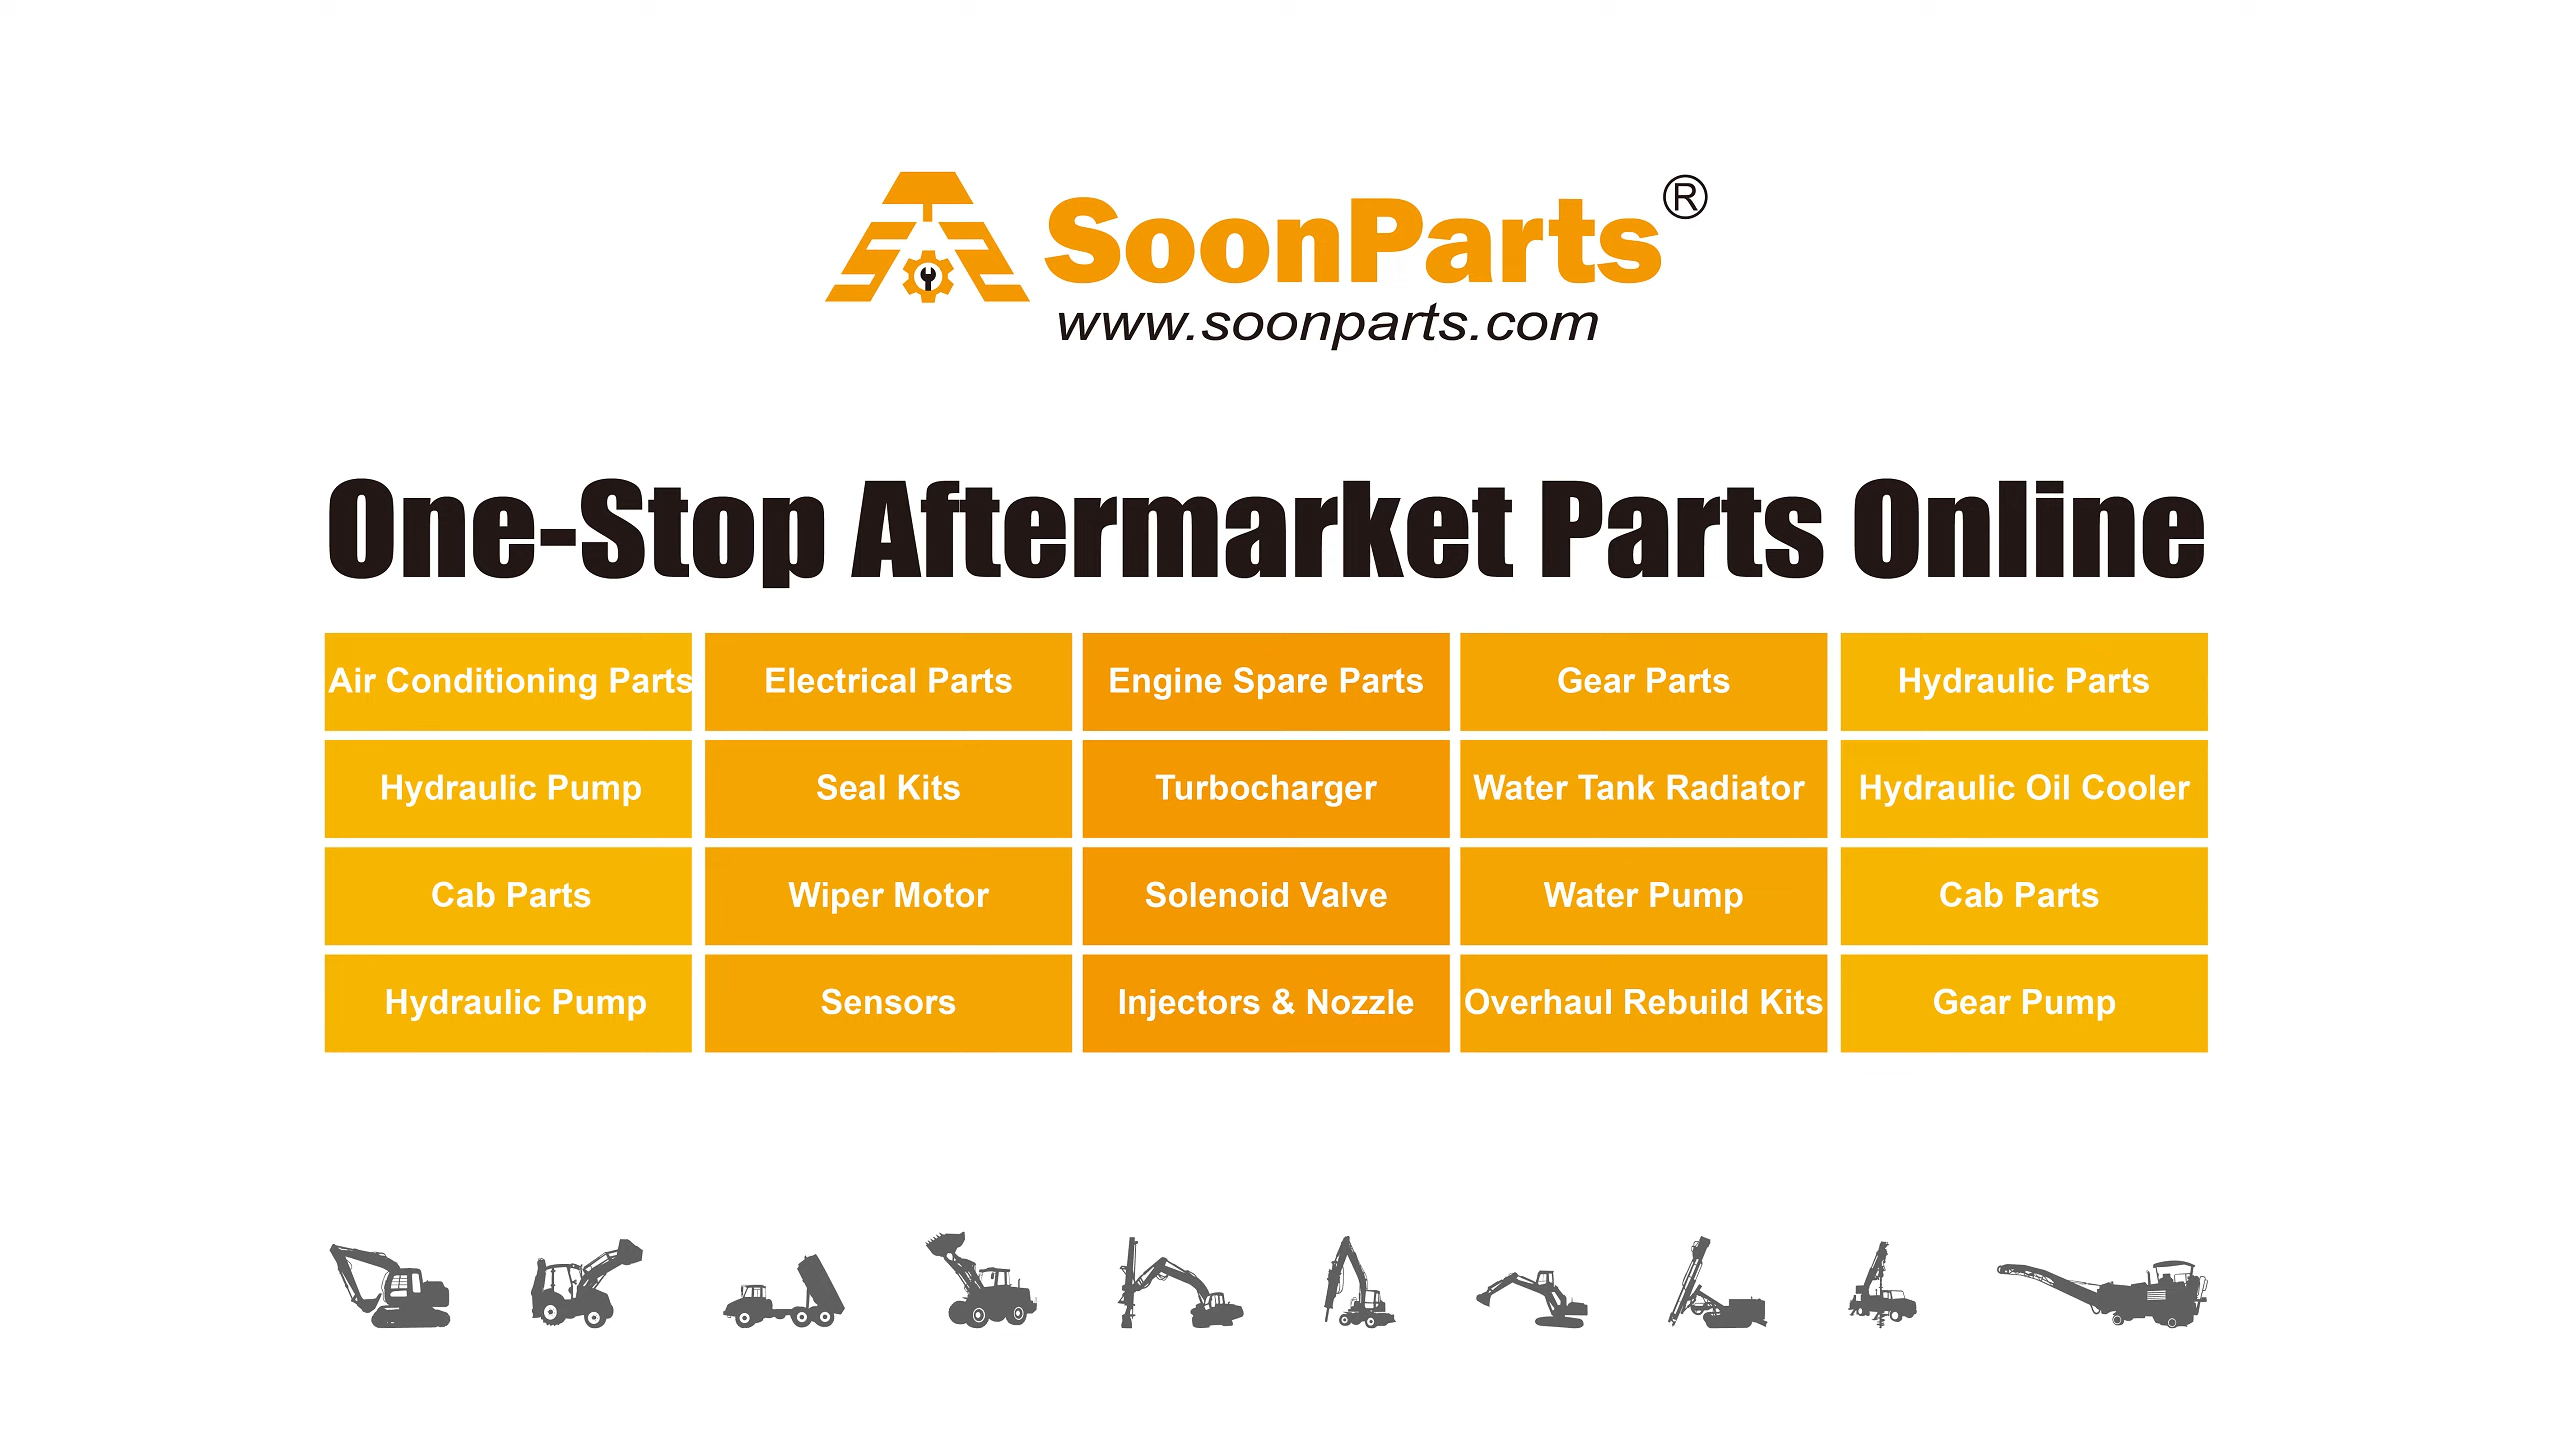 SoonParts®
www.soonparts.com
One-Stop Aftermarket Parts Online
Air Conditioning Parts Electrical Parts Engine Spare Parts Gear Parts Hydraulic Parts
Hydraulic Pump Seal Kits Turbocharger Water Tank Radiator Hydraulic Oil Cooler
Cab Parts Wiper Motor Solenoid Valve Water Pump Cab Parts
Hydraulic Pump Sensors Injectors & Nozzle Overhaul Rebuild Kits Gear Pump